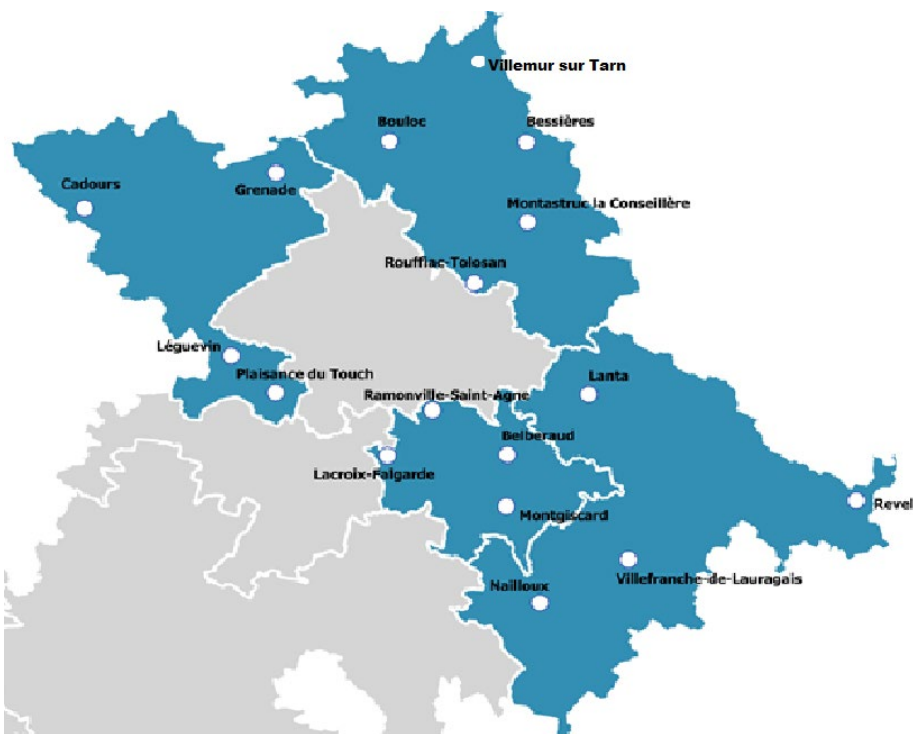 Villemur sur Tarn
Bouloc
Bessières
Cadours
Grenade
Montastruc la Conseillère
Rouffiac-Tolosan
Léguevin
Plaisance du Touch
Lanta
Ramonville-Saint-Agne
Belberaud
Lacroix-Falgarde
Revel
Montgiscard
Villefranche-de-Lauragais
Nailloux